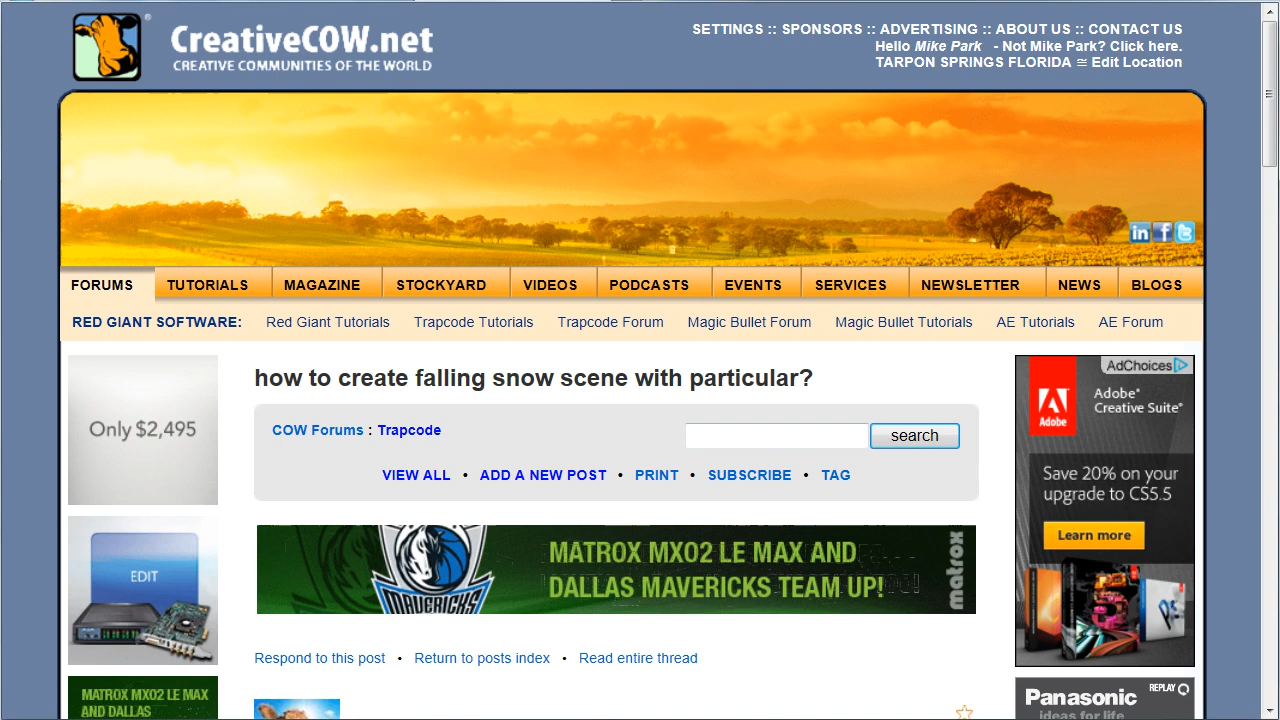 CreativeCOW.net
CREATIVE COMMUNITIES OF THE WORLD
SETTINGS :: SPONSORS :: ADVERTISING :: ABOUT US :: CONTACT US
Hello Mike Park - Not Mike Park? Click here.
TARPON SPRINGS FLORIDA ≅ Edit Location
in f t
FORUMS TUTORIALS MAGAZINE STOCKYARD VIDEOS PODCASTS EVENTS SERVICES NEWSLETTER NEWS BLOGS
RED GIANT SOFTWARE: Red Giant Tutorials Trapcode Tutorials Trapcode Forum Magic Bullet Forum Magic Bullet Tutorials AE Tutorials AE Forum
Only $2,495
EDIT
MATROX MXO2 LE MAX
AND DALLAS
how to create falling snow scene with particular?
COW Forums : Trapcode
search
VIEW ALL • ADD A NEW POST • PRINT • SUBSCRIBE • TAG
MAVERICKS
MATROX MXO2 LE MAX AND
DALLAS MAVERICKS TEAM UP!
matrox
Respond to this post • Return to posts index • Read entire thread
AdChoices
Adobe
Adobe®
Creative Suite®
Save 20% on your
upgrade to CS5.5
Learn more
Ps
REPLAY
Panasonic
ideas for life